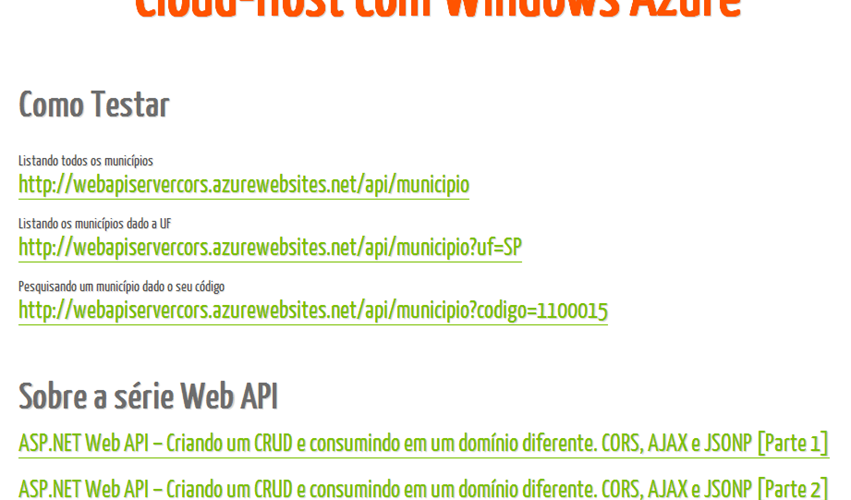 Cloud-Host com Windows Azure
Como Testar
Listando todos os municípios
http://webapiservercors.azurewebsites.net/api/municipio
Listando os municípios dado a UF
http://webapiservercors.azurewebsites.net/api/municipio?uf=SP
Pesquisando um município dado o seu código
http://webapiservercors.azurewebsites.net/api/municipio?codigo=1100015
Sobre a série Web API
ASP.NET Web API – Criando um CRUD e consumindo em um domínio diferente. CORS, AJAX e JSONP [Parte 1]
ASP.NET Web API – Criando um CRUD e consumindo em um domínio diferente. CORS, AJAX e JSONP [Parte 2]